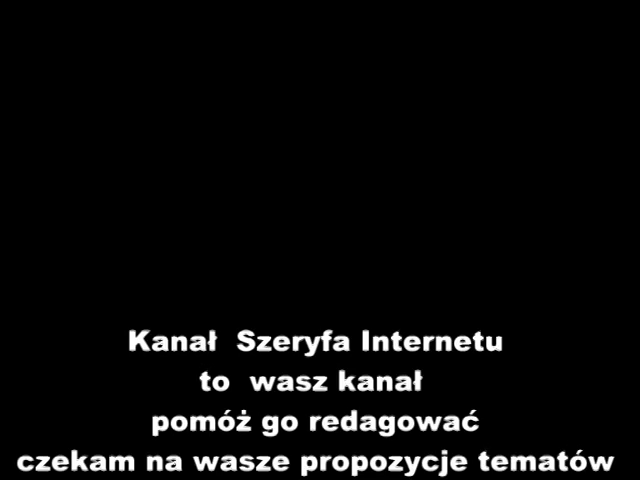 Kanał Szeryfa Internetu
to wasz kanał
pomóż go redagować
czekam na wasze propozycje tematów